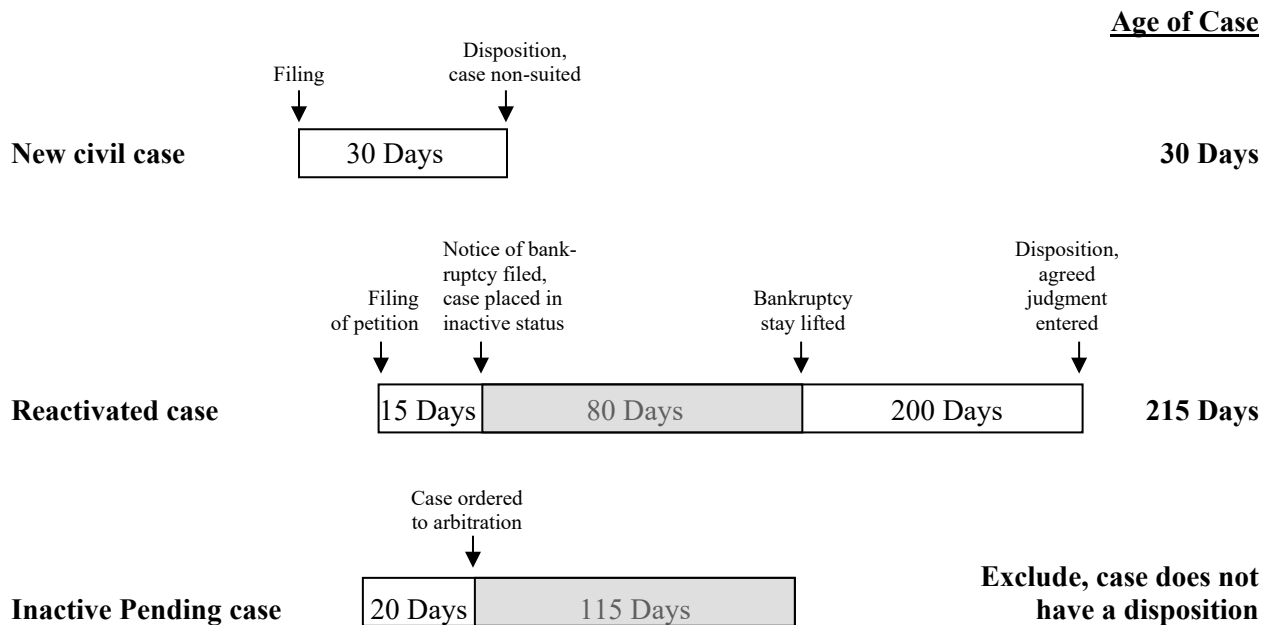 Age of Case
Filing
Disposition,
case non-suited
New civil case
30 Days
30 Days
Filing
of petition
Notice of bank-
ruptcy filed,
case placed in
inactive status
Bankruptcy
stay lifted
Disposition,
agreed
judgment
entered
Reactivated case
15 Days
80 Days
200 Days
215 Days
Case ordered
to arbitration
Inactive Pending case
20 Days
115 Days
Exclude, case does not
have a disposition